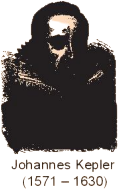 Johannes Kepler
(1571 – 1630)